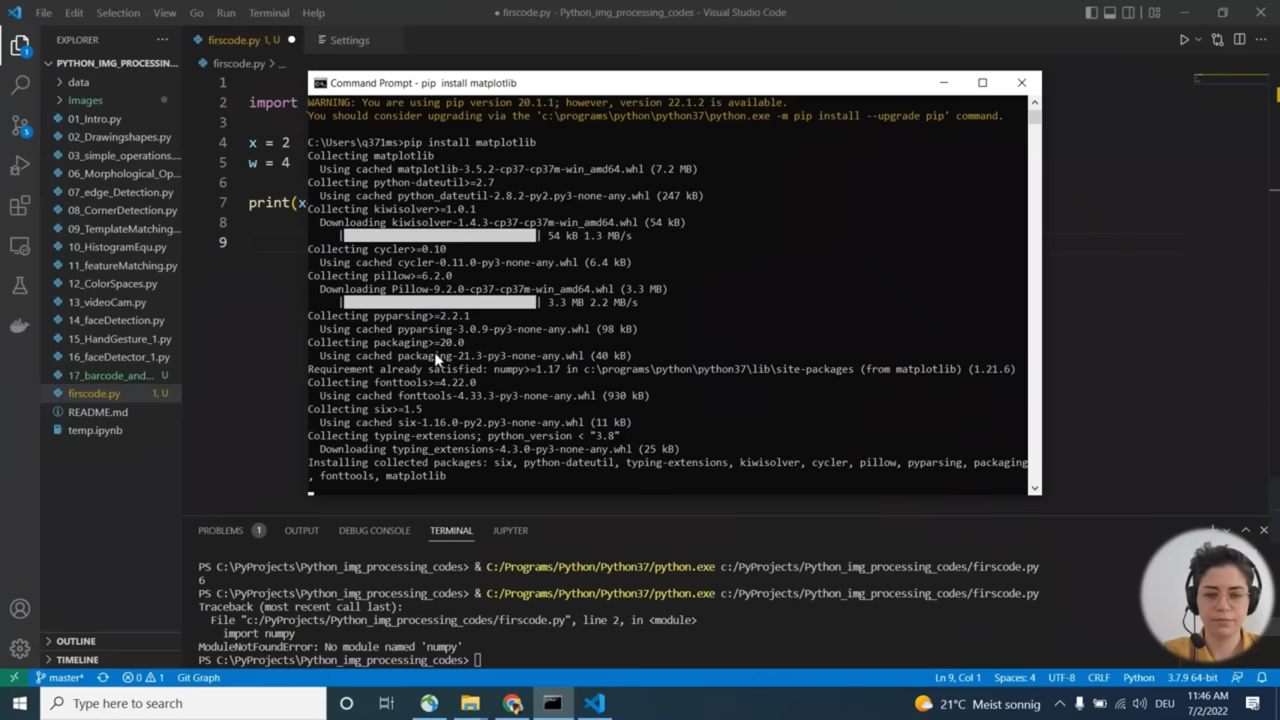 File Edit Selection View Go Run Terminal Help
● firscode.py - Python_img_processing_codes - Visual Studio Code
EXPLORER
firscode.py 1, U ●
Settings
PYTHON_IMG_PROCESSIN...
firscode.py > ...
data
Images
01_Intro.py
02_Drawingshapes.py
03_simple_operations....
06_Morphological_Op...
07_edge_Detection.py
08_CornerDetection.py
09_TemplateMatching...
10_HistogramEqu.py
11_featureMatching.py
12_ColorSpaces.py
13_videoCam.py
14_faceDetection.py
15_HandGesture_1.py
16_faceDetector_1.py
17_barcode_and... U
firscode.py 1, U
README.md
temp.ipynb
OUTLINE
TIMELINE
1
2 import
3
4 x = 2
5 w = 4
6
7 print(x
8
9
Command Prompt - pip install matplotlib
WARNING: You are using pip version 20.1.1; however, version 22.1.2 is available.
You should consider upgrading via the 'c:\programs\python\python37\python.exe -m pip install --upgrade pip' command.
C:\Users\q371ms>pip install matplotlib
Collecting matplotlib
Using cached matplotlib-3.5.2-cp37-cp37m-win_amd64.whl (7.2 MB)
Collecting python-dateutil>=2.7
Using cached python_dateutil-2.8.2-py2.py3-none-any.whl (247 kB)
Collecting kiwisolver>=1.0.1
Downloading kiwisolver-1.4.3-cp37-cp37m-win_amd64.whl (54 kB)
| | 54 kB 1.3 MB/s
Collecting cycler>=0.10
Using cached cycler-0.11.0-py3-none-any.whl (6.4 kB)
Collecting pillow>=6.2.0
Downloading Pillow-9.2.0-cp37-cp37m-win_amd64.whl (3.3 MB)
| | 3.3 MB 2.2 MB/s
Collecting pyparsing>=2.2.1
Using cached pyparsing-3.0.9-py3-none-any.whl (98 kB)
Collecting packaging>=20.0
Using cached packaging-21.3-py3-none-any.whl (40 kB)
Requirement already satisfied: numpy>=1.17 in c:\programs\python\python37\lib\site-packages (from matplotlib) (1.21.6)
Collecting fonttools>=4.22.0
Using cached fonttools-4.33.3-py3-none-any.whl (930 kB)
Collecting six>=1.5
Using cached six-1.16.0-py2.py3-none-any.whl (11 kB)
Collecting typing-extensions; python_version < "3.8"
Downloading typing_extensions-4.3.0-py3-none-any.whl (25 kB)
Installing collected packages: six, python-dateutil, typing-extensions, kiwisolver, cycler, pillow, pyparsing, packaging
, fonttools, matplotlib
PROBLEMS 1 OUTPUT DEBUG CONSOLE TERMINAL JUPYTER
PS C:\PyProjects\Python_img_processing_codes> & C:/Programs/Python/Python37/python.exe c:/PyProjects/Python_img_processing_codes/firscode.py
6
PS C:\PyProjects\Python_img_processing_codes> & C:/Programs/Python/Python37/python.exe c:/PyProjects/Python_img_processing_codes/firscode.py
Traceback (most recent call last):
File "c:/PyProjects/Python_img_processing_codes/firscode.py", line 2, in <module>
import numpy
ModuleNotFoundError: No module named 'numpy'
PS C:\PyProjects\Python_img_processing_codes>
master* 0 1 Git Graph
Ln 9, Col 1 Spaces: 4 UTF-8 CRLF Python 3.7.9 64-bit
Type here to search
21°C Meist sonnig DEU
11:46 AM
7/2/2022